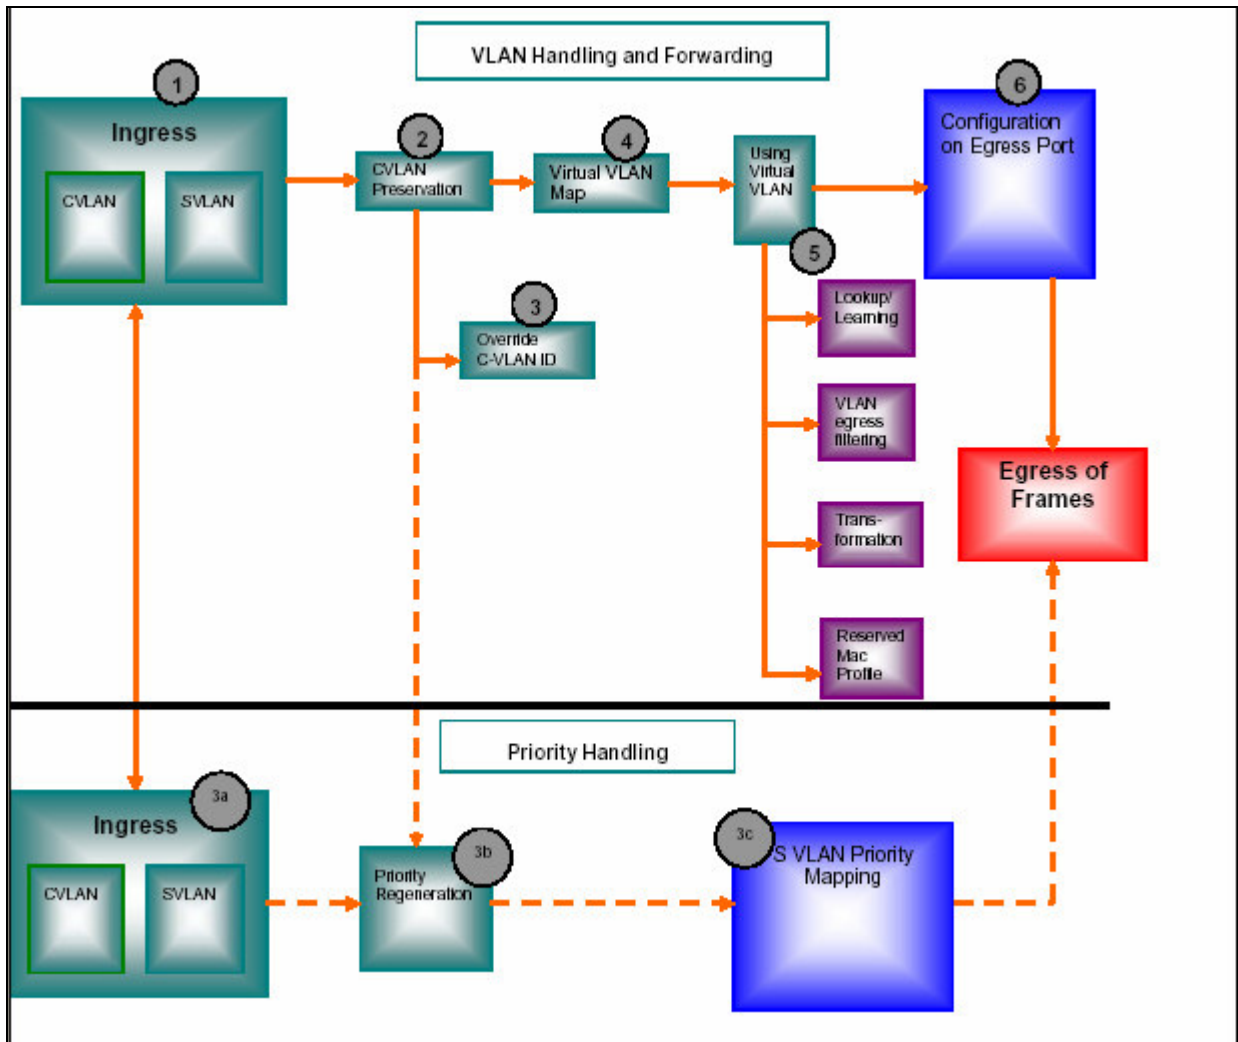 VLAN Handling and Forwarding
1
Ingress
CVLAN
SVLAN
2
CVLAN
Preservation
3
Override
C-VLAN ID
4
Virtual VLAN
Map
Using
Virtual
VLAN
5
Lookup/
Learning
VLAN
egress
filtering
Trans-
formation
Reserved
Mac
Profile
6
Configuration
on Egress Port
Egress of
Frames
Priority Handling
3a
Ingress
CVLAN
SVLAN
3b
Priority
Regeneration
3c
S VLAN Priority
Mapping